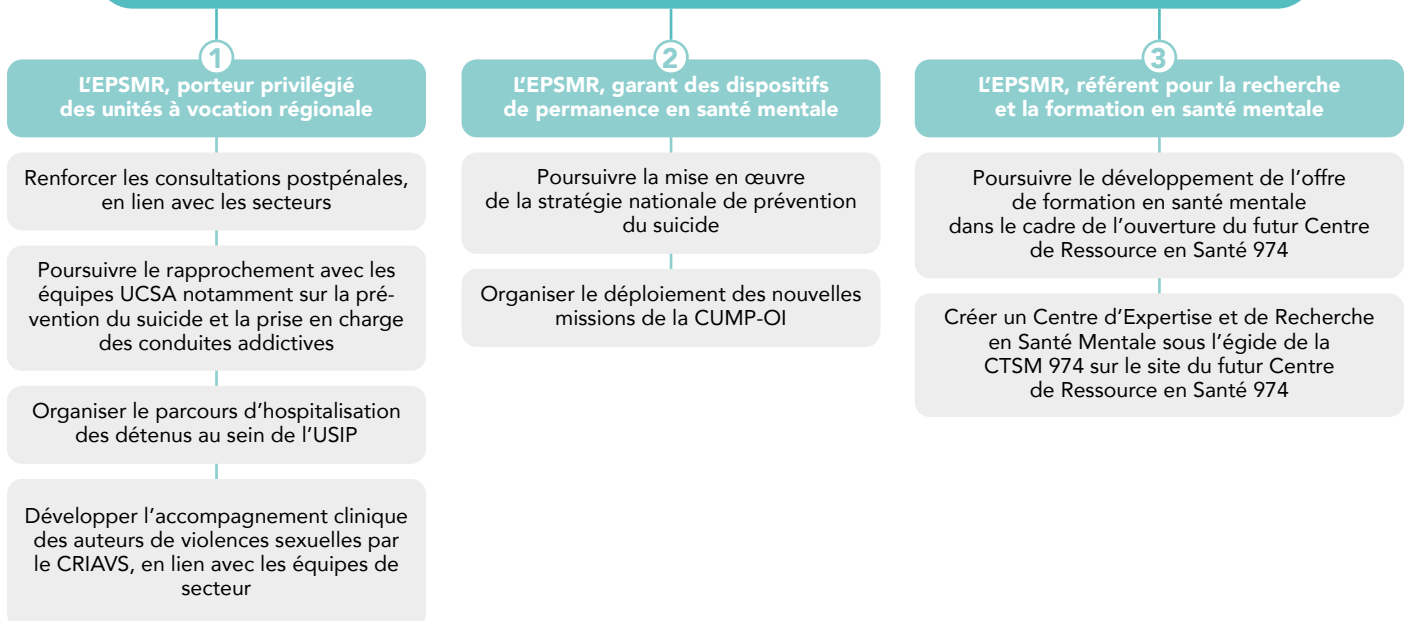 1
L'EPSMR, porteur privilégié
des unités à vocation régionale
Renforcer les consultations postpénales,
en lien avec les secteurs
Poursuivre le rapprochement avec les
équipes UCSA notamment sur la pré-
vention du suicide et la prise en charge
des conduites addictives
Organiser le parcours d'hospitalisation
des détenus au sein de l'USIP
Développer l'accompagnement clinique
des auteurs de violences sexuelles par
le CRIAVS, en lien avec les équipes de
secteur
2
L'EPSMR, garant des dispositifs
de permanence en santé mentale
Poursuivre la mise en œuvre
de la stratégie nationale de prévention
du suicide
Organiser le déploiement des nouvelles
missions de la CUMP-OI
3
L'EPSMR, référent pour la recherche
et la formation en santé mentale
Poursuivre le développement de l'offre
de formation en santé mentale
dans le cadre de l'ouverture du futur Centre
de Ressource en Santé 974
Créer un Centre d'Expertise et de Recherche
en Santé Mentale sous l'égide de la
CTSM 974 sur le site du futur Centre
de Ressource en Santé 974